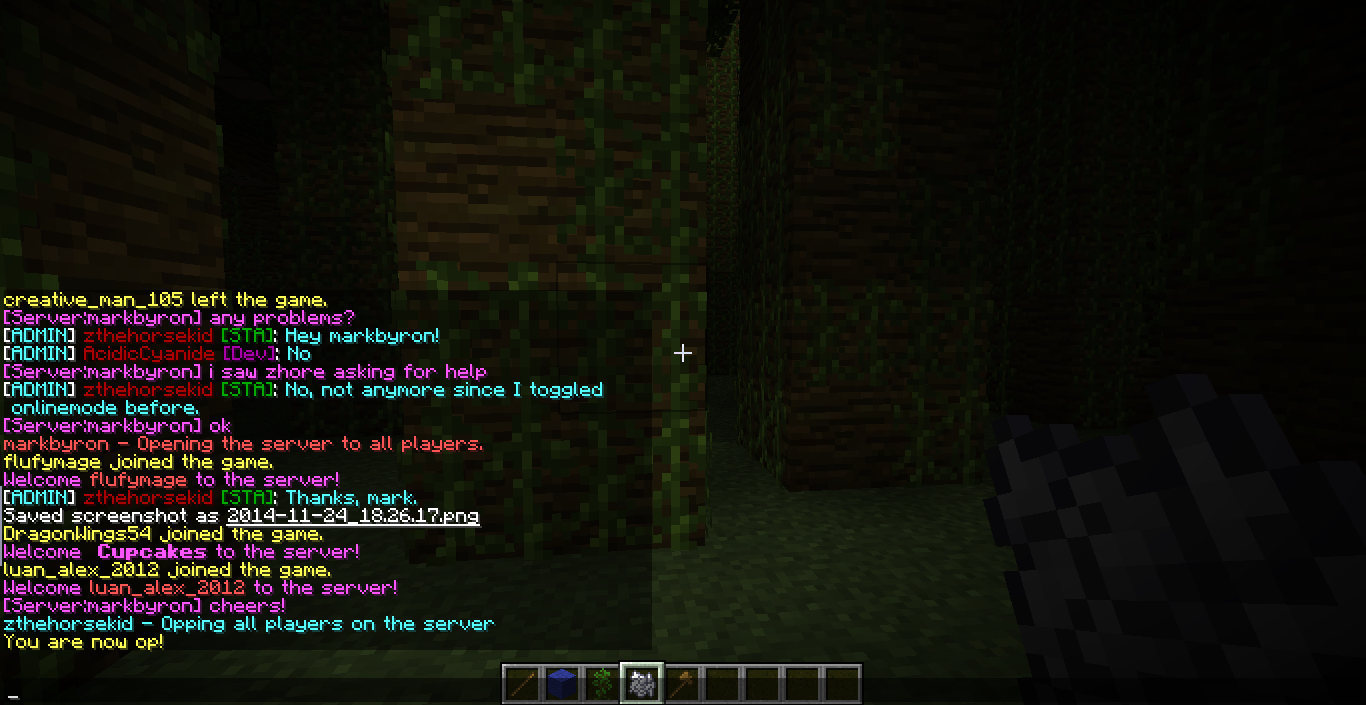 creative_man_105 left the game.
[Server:markbyron] any problems?
[ADMIN] zthehorsekid [STA]: Hey markbyron!
[ADMIN] AcidicCyanide [Dev]: No
[Server:markbyron] i saw zhore asking for help
[ADMIN] zthehorsekid [STA]: No, not anymore since I toggled
onlinemode before.
[Server:markbyron] ok
markbyron - Opening the server to all players.
flufymage joined the game.
Welcome flufymage to the server!
[ADMIN] zthehorsekid [STA]: Thanks, mark.
Saved screenshot as 2014-11-24_18.26.17.png
DragonWings54 joined the game.
Welcome Cupcakes to the server!
luan_alex_2012 joined the game.
Welcome luan_alex_2012 to the server!
[Server:markbyron] cheers!
zthehorsekid - Opping all players on the server
You are now op!
_